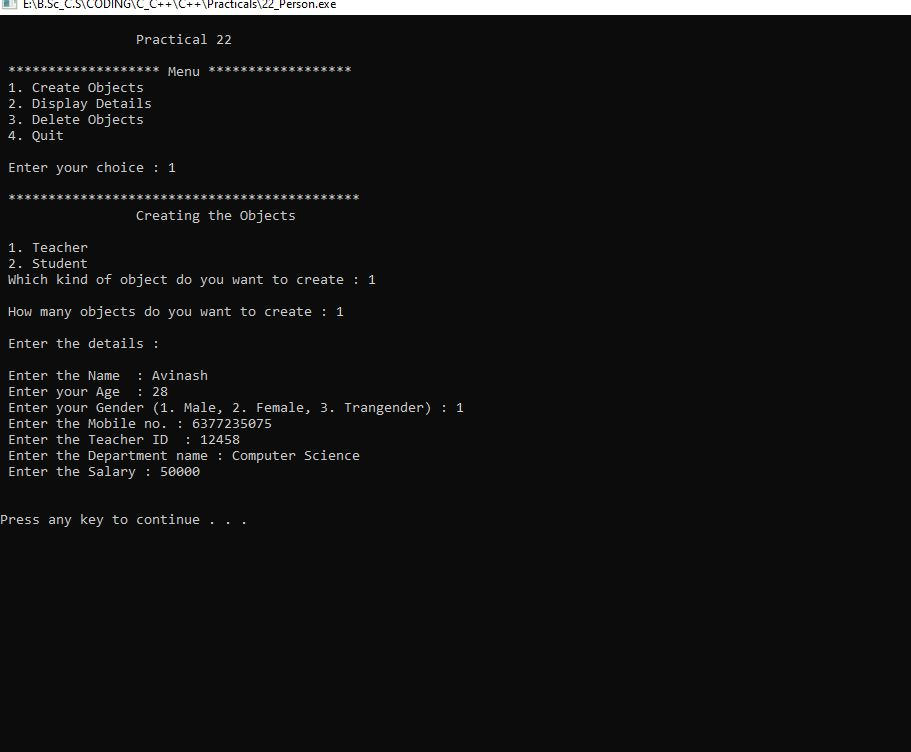 E:\B.Sc_C.S\CODING\C_C++\C++\Practicals\22_Person.exe
Practical 22
******************* Menu ******************
1. Create Objects
2. Display Details
3. Delete Objects
4. Quit
Enter your choice : 1
********************************************
Creating the Objects
1. Teacher
2. Student
Which kind of object do you want to create : 1
How many objects do you want to create : 1
Enter the details :
Enter the Name  : Avinash
Enter your Age  : 28
Enter your Gender (1. Male, 2. Female, 3. Trangender) : 1
Enter the Mobile no. : 6377235075
Enter the Teacher ID  : 12458
Enter the Department name : Computer Science
Enter the Salary : 50000
Press any key to continue . . .